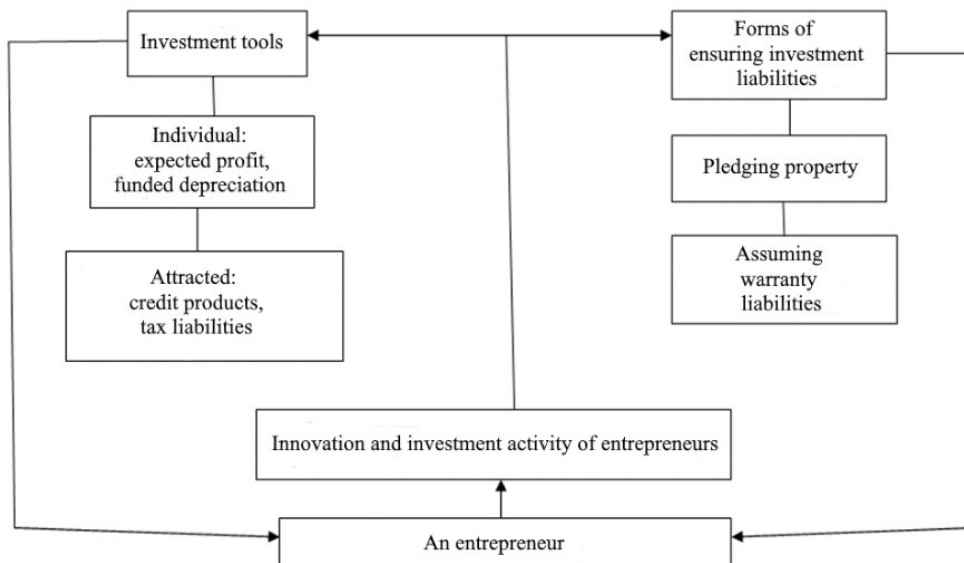 Investment tools
Forms of
ensuring investment
liabilities
Individual:
expected profit,
funded depreciation
Pledging property
Attracted:
credit products,
tax liabilities
Assuming
warranty
liabilities
Innovation and investment activity of entrepreneurs
An entrepreneur